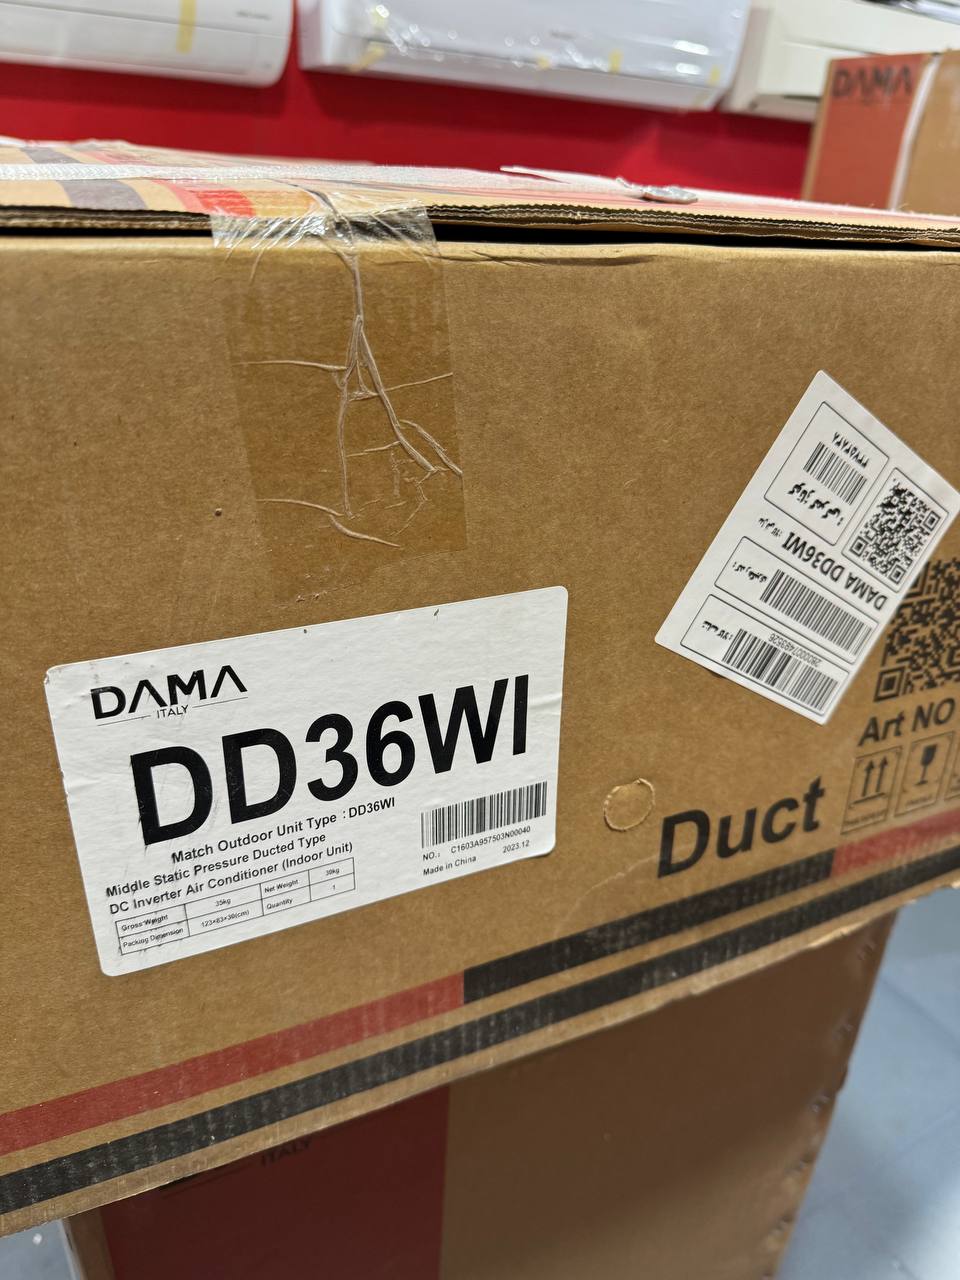 DAMA
DAMA
ITALY
DD36WI
Match Outdoor Unit Type : DD36WI
Middle Static Pressure Ducted Type
DC Inverter Air Conditioner (Indoor Unit)
Gross Weight 35kg Net Weight 30kg
Packing Dimension 123×83×30(cm) Quantity 1
NO.: C1603A957503N00040
Made in China 2023.12
DAMA DD36WI
Art NO
Duct
ITALY